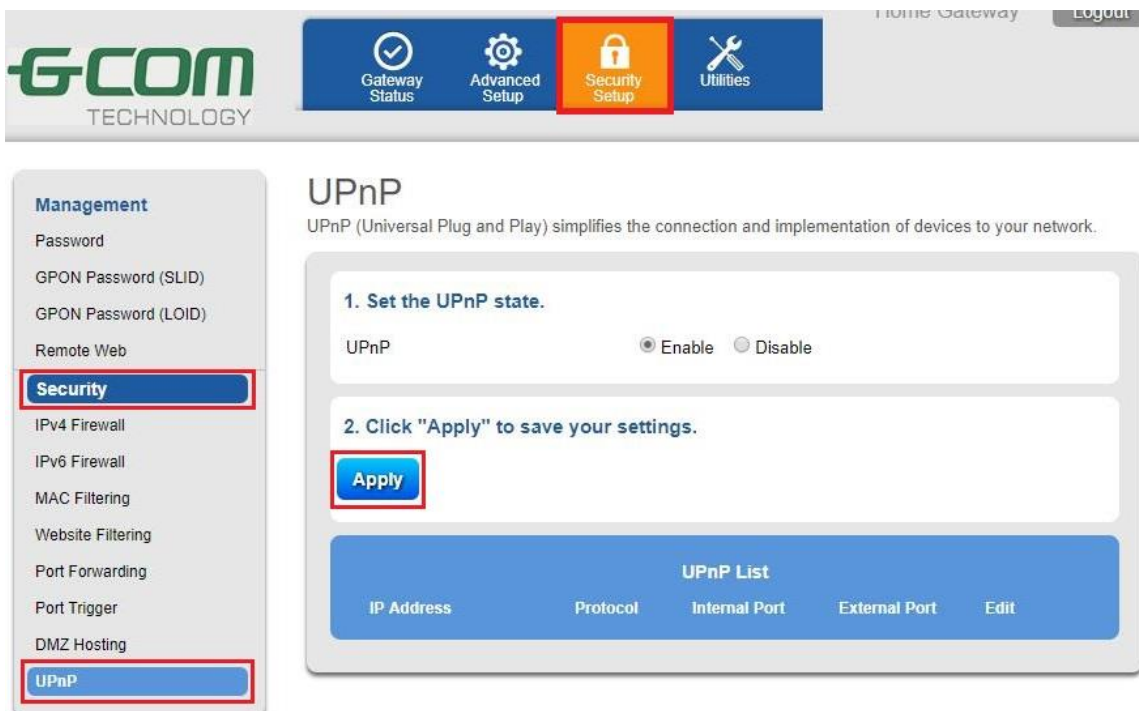 Home Gateway Logout
G-COM
TECHNOLOGY
Gateway Status
Advanced Setup
Security Setup
Utilities
Management
Password
GPON Password (SLID)
GPON Password (LOID)
Remote Web
Security
IPv4 Firewall
IPv6 Firewall
MAC Filtering
Website Filtering
Port Forwarding
Port Trigger
DMZ Hosting
UPnP
UPnP
UPnP (Universal Plug and Play) simplifies the connection and implementation of devices to your network.
1. Set the UPnP state.
UPnP Enable Disable
2. Click "Apply" to save your settings.
Apply
UPnP List
IP Address Protocol Internal Port External Port Edit